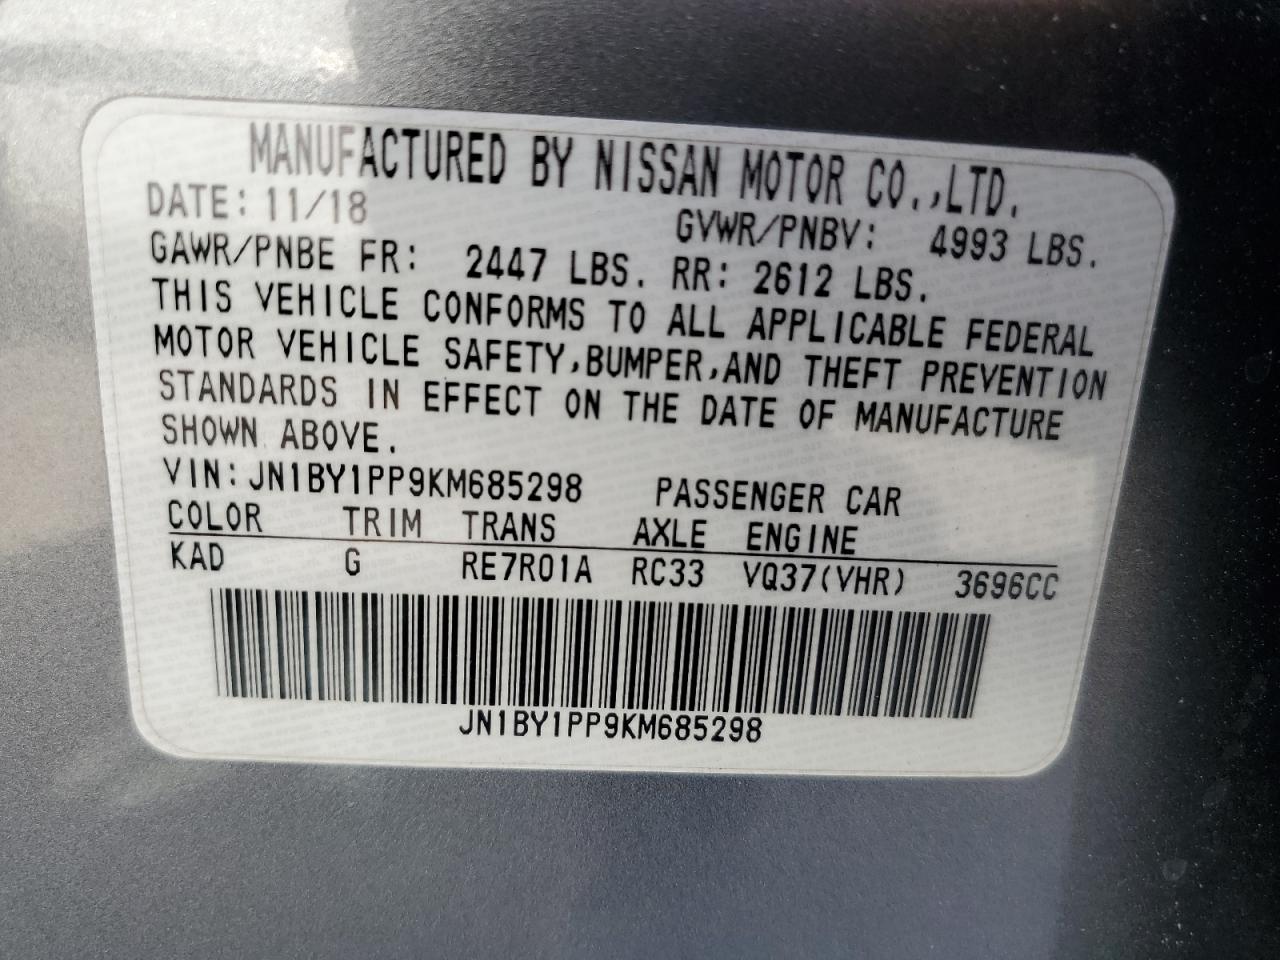 MANUFACTURED BY NISSAN MOTOR CO.,LTD.
DATE: 11/18 GVWR/PNBV: 4993 LBS.
GAWR/PNBE FR: 2447 LBS. RR: 2612 LBS.
THIS VEHICLE CONFORMS TO ALL APPLICABLE FEDERAL
MOTOR VEHICLE SAFETY,BUMPER,AND THEFT PREVENTION
STANDARDS IN EFFECT ON THE DATE OF MANUFACTURE
SHOWN ABOVE.
VIN:JN1BY1PP9KM685298 PASSENGER CAR
COLOR TRIM TRANS AXLE ENGINE
KAD G RE7R01A RC33 VQ37(VHR) 3696CC
JN1BY1PP9KM685298